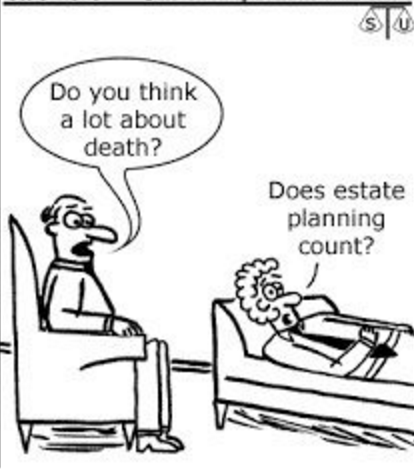 S U
Do you think
a lot about
death?
Does estate
planning
count?